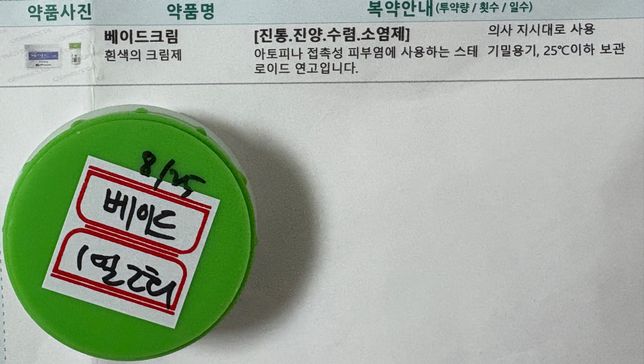 약품사진 약품명 복약안내(투약량 / 횟수 / 일수)
베이드크림 [진통.진양.수렴.소염제] 의사 지시대로 사용
흰색의 크림제 아토피나 접촉성 피부염에 사용하는 스테 기밀용기, 25℃이하 보관
로이드 연고입니다.
8/25
베이드